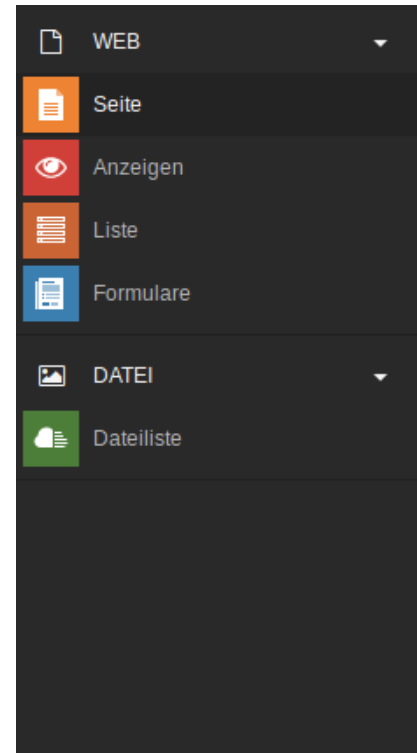 WEB
Seite
Anzeigen
Liste
Formulare
DATEI
Dateiliste